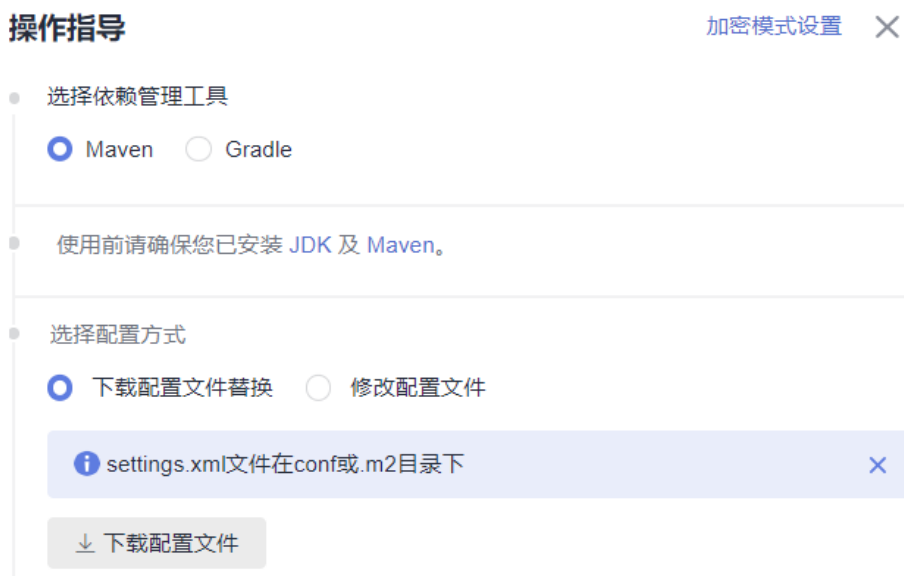 操作指导 加密模式设置
选择依赖管理工具
Maven Gradle
使用前请确保您已安装 JDK 及 Maven。
选择配置方式
下载配置文件替换 修改配置文件
settings.xml文件在conf或.m2目录下
下载配置文件